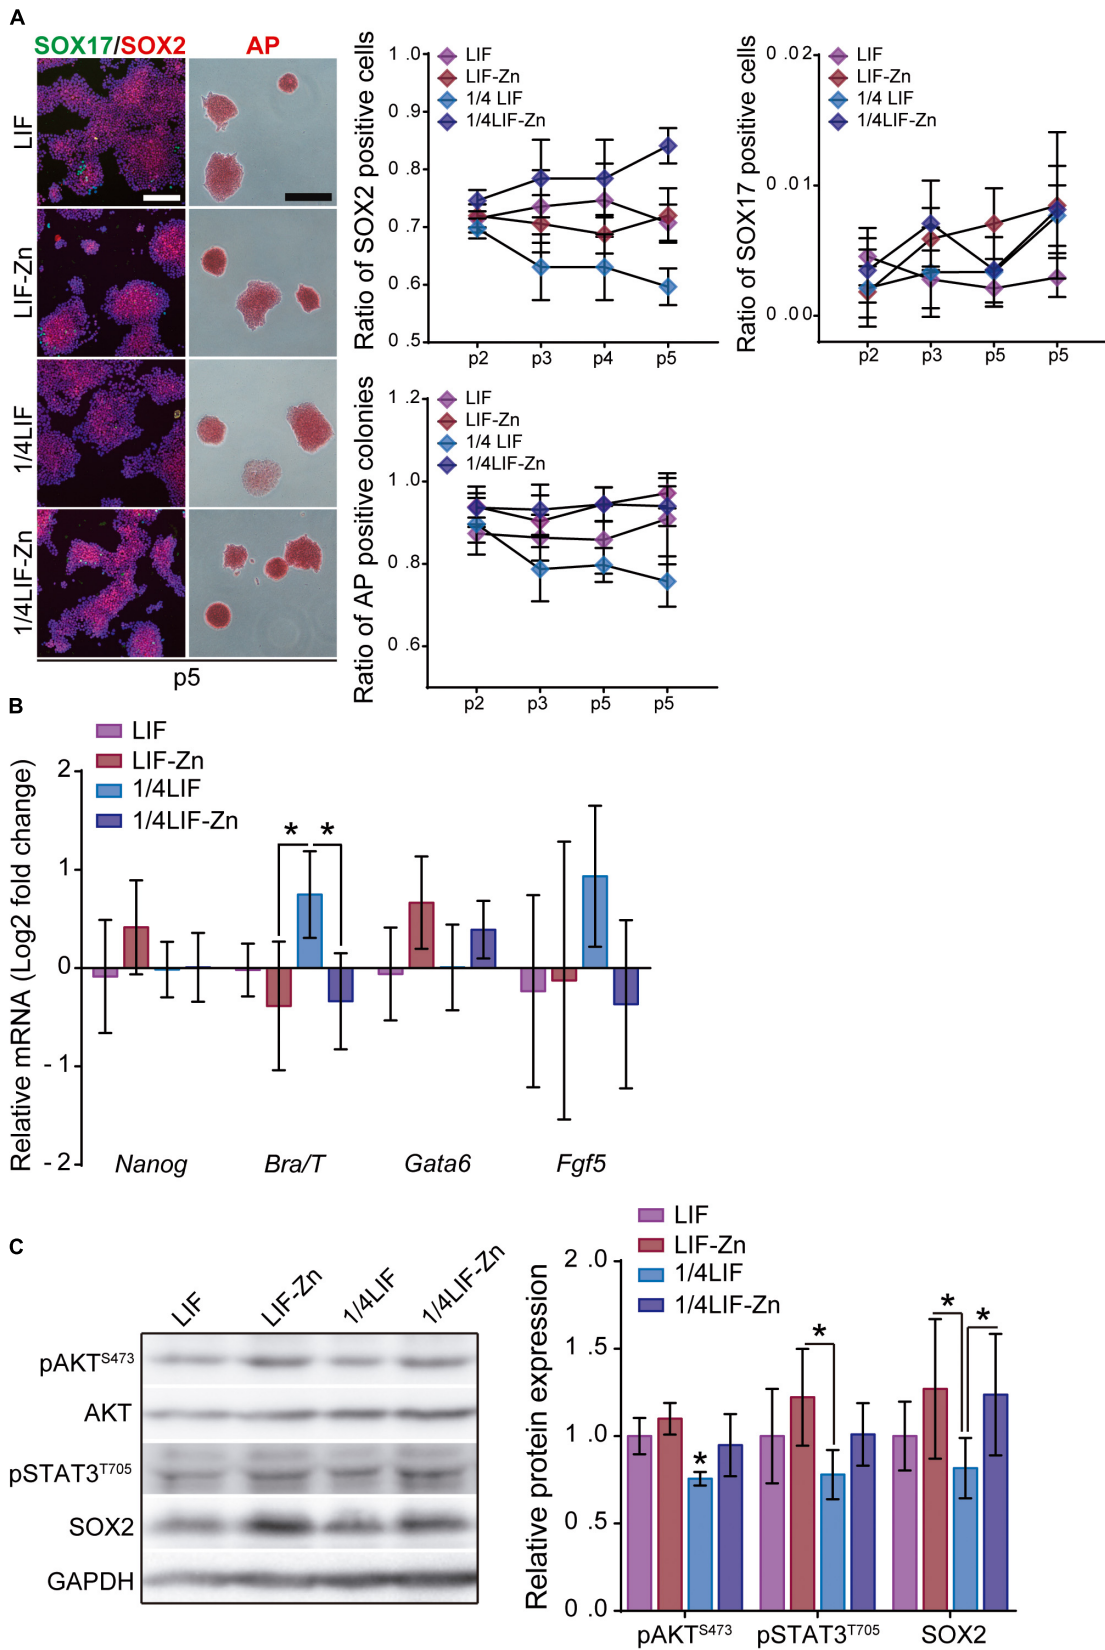 A
SOX17/SOX2
AP
LIF
LIF-Zn
1/4LIF
1/4LIF-Zn
p5
Ratio of SOX2 positive cells
1.0
0.9
0.8
0.7
0.6
0.5
LIF
LIF-Zn
1/4 LIF
1/4LIF-Zn
p2 p3 p4 p5
Ratio of SOX17 positive cells
0.02
0.01
0.00
LIF
LIF-Zn
1/4 LIF
1/4LIF-Zn
p2 p3 p5 p5
Ratio of AP positive colonies
1.2
1.0
0.8
0.6
LIF
LIF-Zn
1/4 LIF
1/4LIF-Zn
p2 p3 p5 p5
B
LIF
LIF-Zn
1/4LIF
1/4LIF-Zn
Relative mRNA (Log2 fold change)
2
1
0
-1
-2
* *
Nanog Bra/T Gata6 Fgf5
C
LIF LIF-Zn 1/4LIF 1/4LIF-Zn
pAKTS473
AKT
pSTAT3T705
SOX2
GAPDH
LIF
LIF-Zn
1/4LIF
1/4LIF-Zn
Relative protein expression
2.0
1.5
1.0
0.5
0.0
* * * *
pAKTS473 pSTAT3T705 SOX2